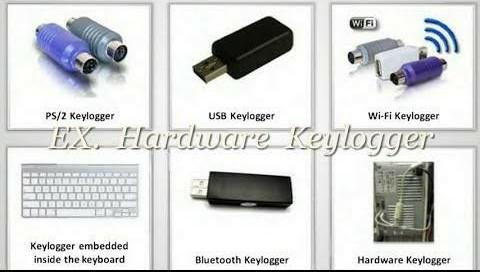 WiFi
PS/2 Keylogger
USB Keylogger
Wi-Fi Keylogger
EX. Hardware Keylogger
Keylogger embedded
inside the keyboard
Bluetooth Keylogger
Hardware Keylogger